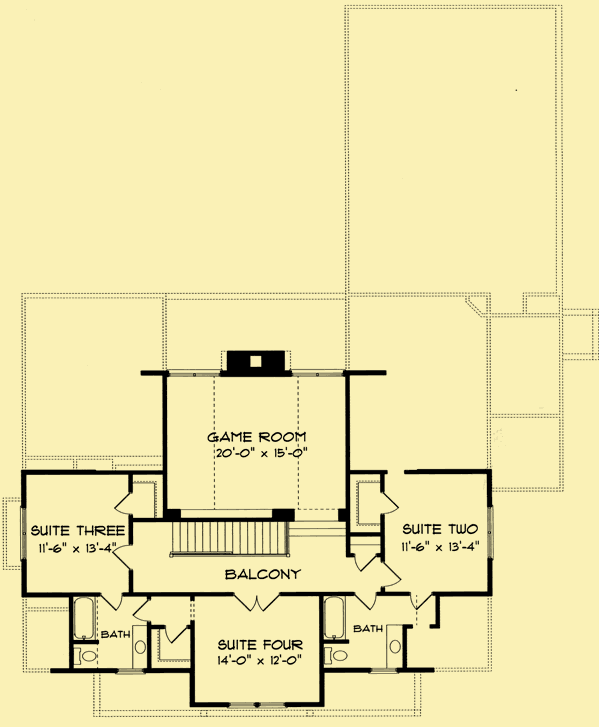 GAME ROOM
20'-0" x 15'-0"
SUITE THREE
11'-6" x 13'-4"
SUITE TWO
11'-6" x 13'-4"
BALCONY
BATH
BATH
SUITE FOUR
14'-0" x 12'-0"